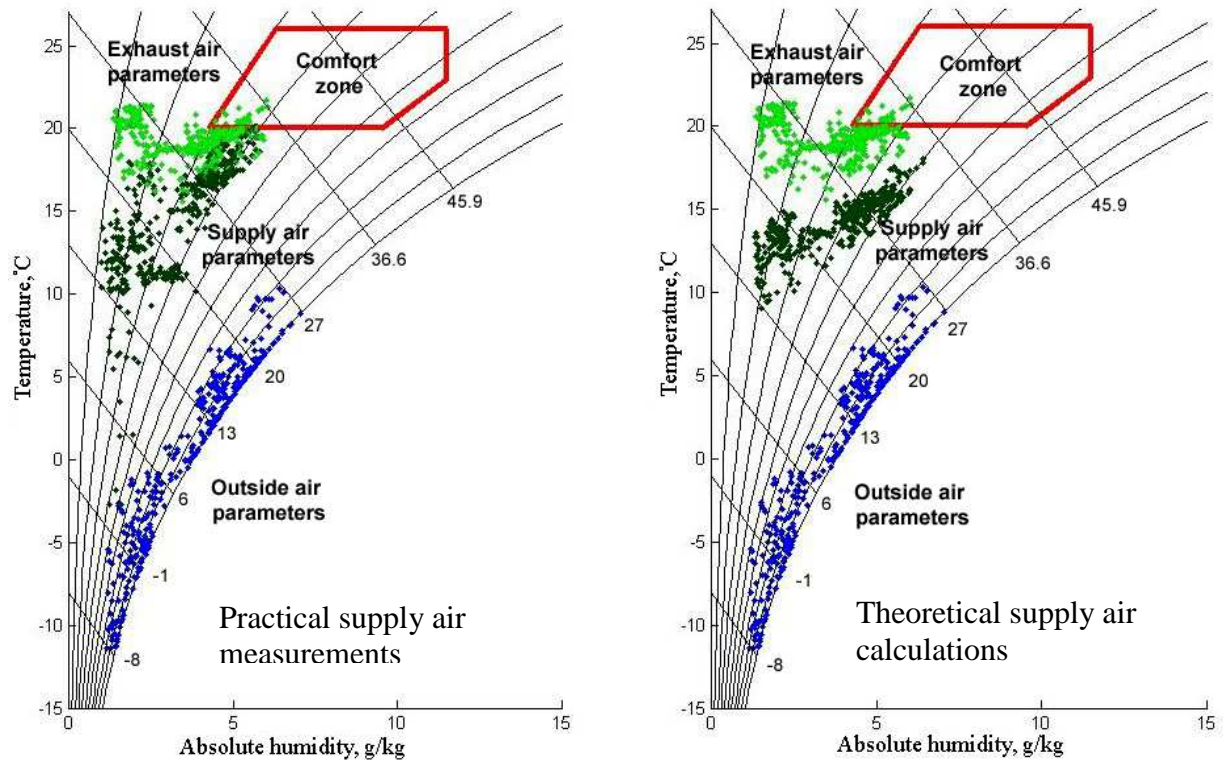 25
20
15
10
5
0
-5
-10
-15
0
5
10
15
Temperature,°C
Absolute humidity, g/kg
Exhaust air
parameters
Comfort
zone
Supply air
parameters
Outside air
parameters
45.9
36.6
27
20
13
6
-1
-8
Practical supply air
measurements
25
20
15
10
5
0
-5
-10
-15
0
5
10
15
Temperature,°C
Absolute humidity, g/kg
Exhaust air
parameters
Comfort
zone
Supply air
parameters
Outside air
parameters
45.9
36.6
27
20
13
6
-1
-8
Theoretical supply air
calculations